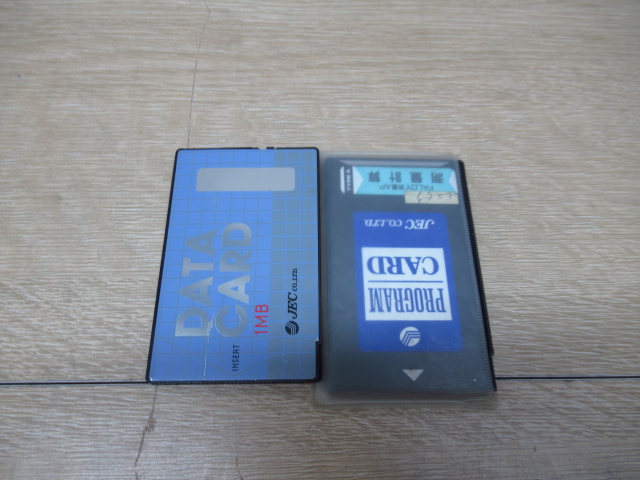 DATA
CARD
1MB
INSERT
JEC CO.LTD.
PROGRAM
CARD
JEC CO.LTD.
測量計算